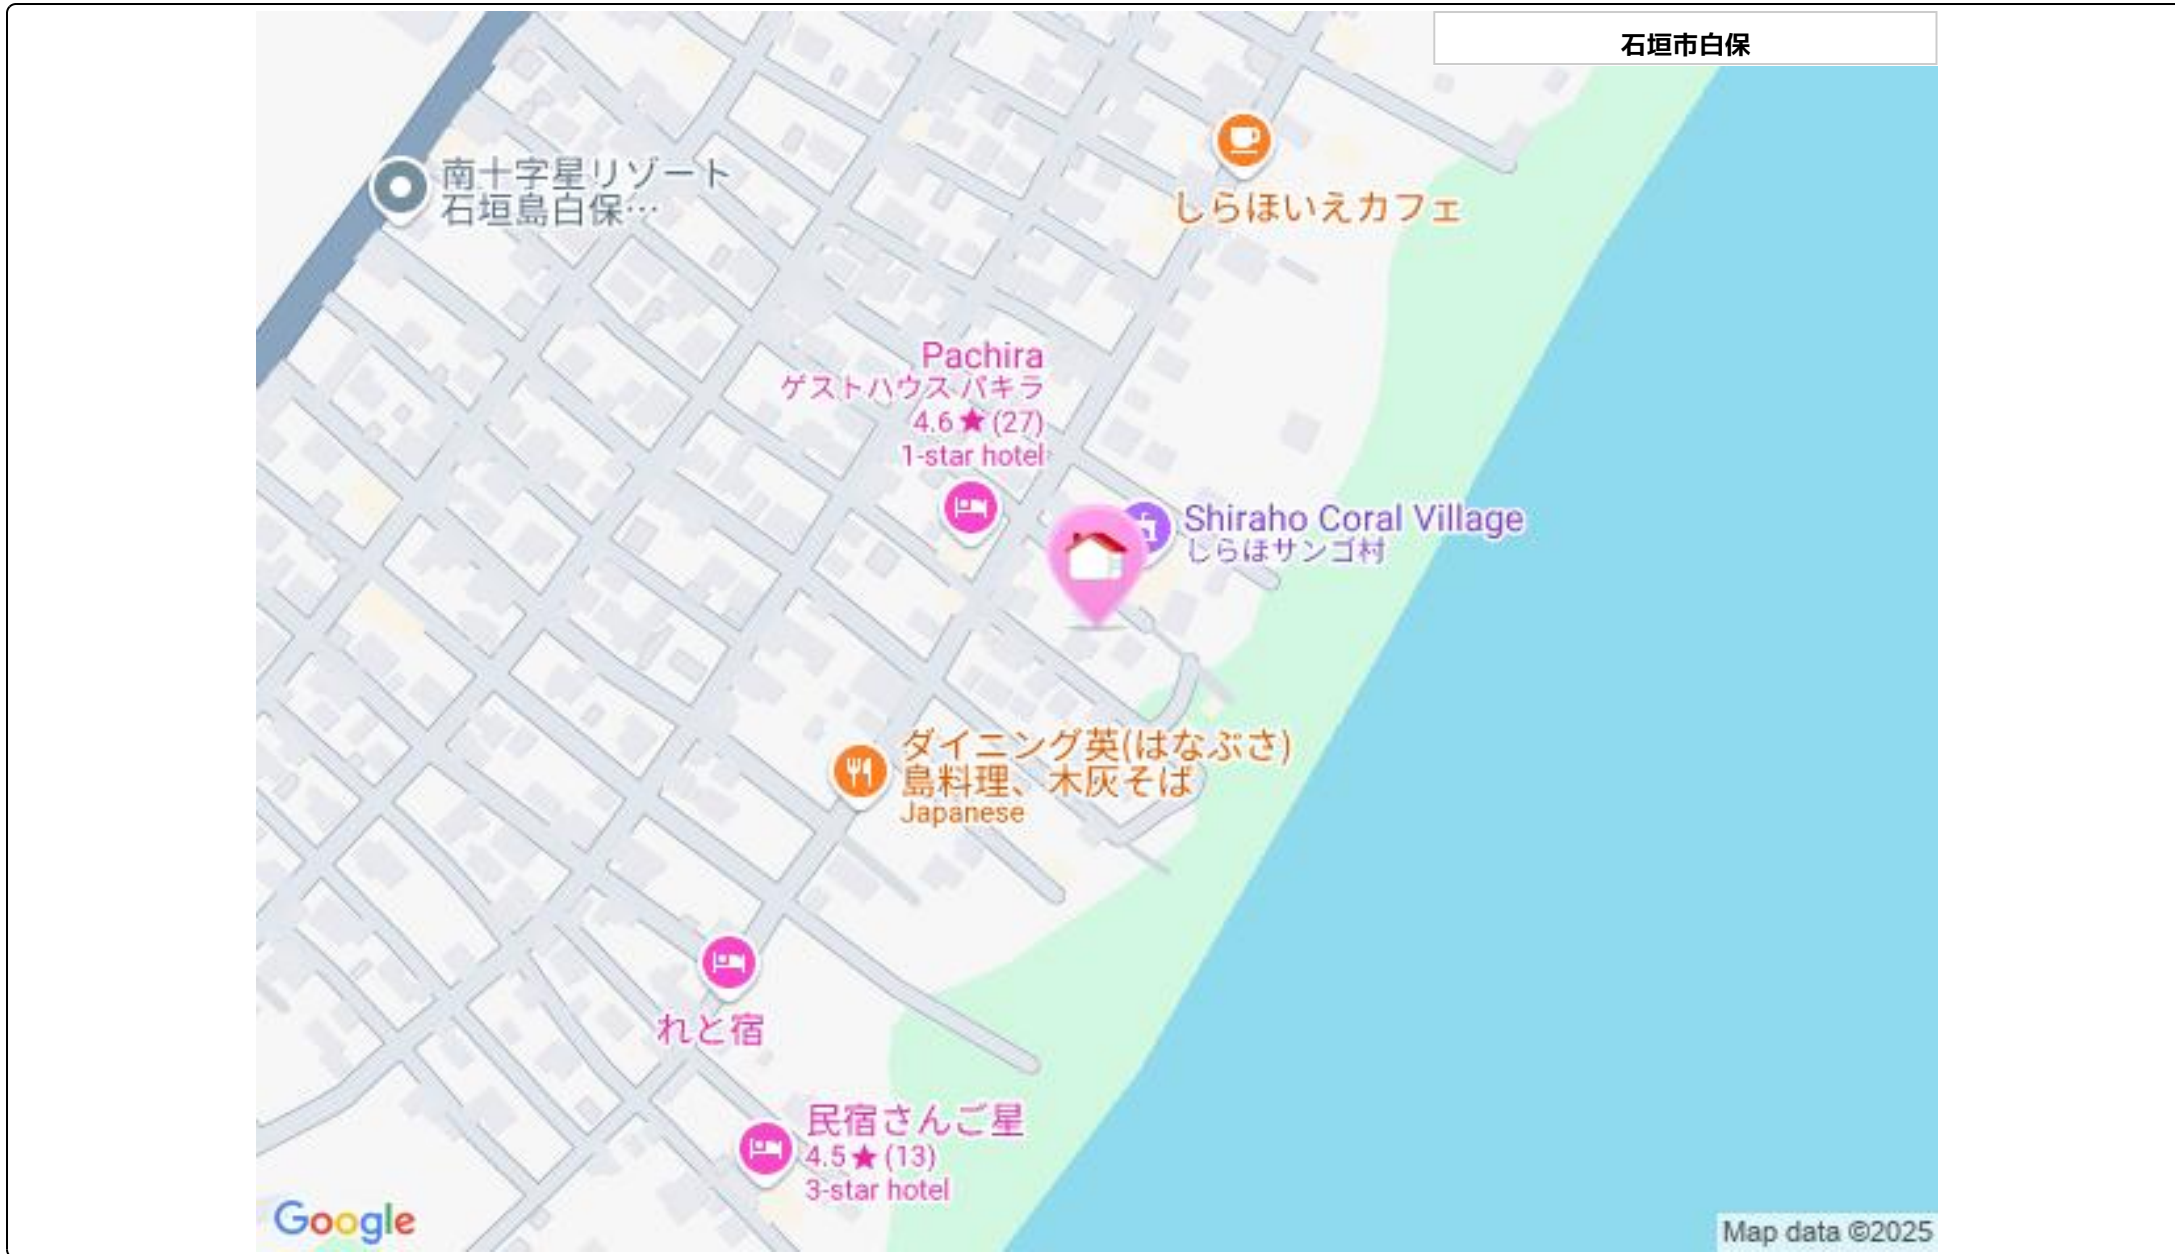 石垣市白保
南十字星リゾート
石垣島白保…
しらほいえカフェ
Pachira
ゲストハウス パキラ
4.6★(27)
1-star hotel
Shiraho Coral Village
しらほサンゴ村
ダイニング英(はなぶさ)
島料理、木灰そば
Japanese
れと宿
民宿さんご星
4.5★(13)
3-star hotel
Google
Map data ©2025